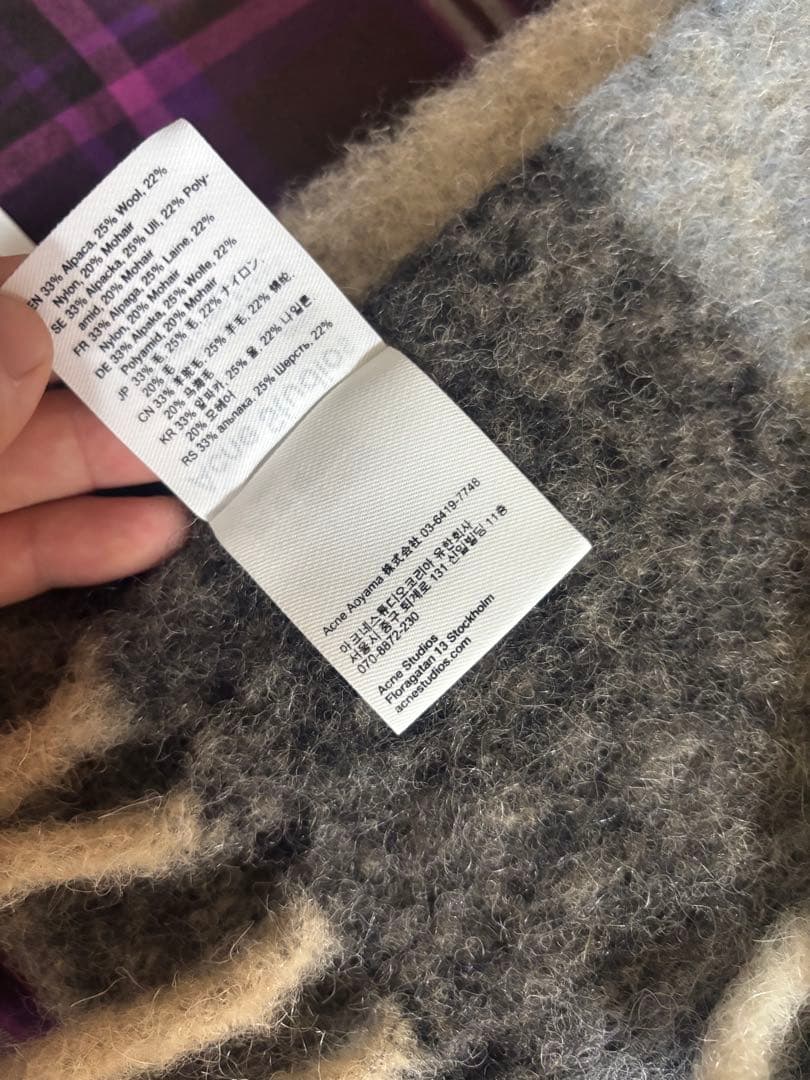 EN 33% Alpaca, 25% Wool, 22%
Nylon, 20% Mohair
SE 33% Alpacka, 25% Ull, 22% Poly-
amid, 20% Mohair
FR 33% Alpaga, 25% Laine, 22%
Nylon, 20% Mohair
DE 33% Alpaka, 25% Wolle, 22%
Polyamid, 20% Mohair
JP 33% 毛, 25% 毛, 22% ナイロン,
20% 毛
CN 33% 羊驼毛, 25% 羊毛, 22% 锦纶,
20% 马海毛
KR 33% 알파카, 25% 울, 22% 나일론,
20% 모헤어
RS 33% альпака, 25% Шерсть, 22%
Acne Studios
Acne Aoyama 株式会社 03-6419-7748
아크네스튜디오코리아 유한회사
서울시 중구 퇴계로 131 신일빌딩 11층
070-8872-230
Acne Studios
Floragatan 13 Stockholm
acnestudios.com